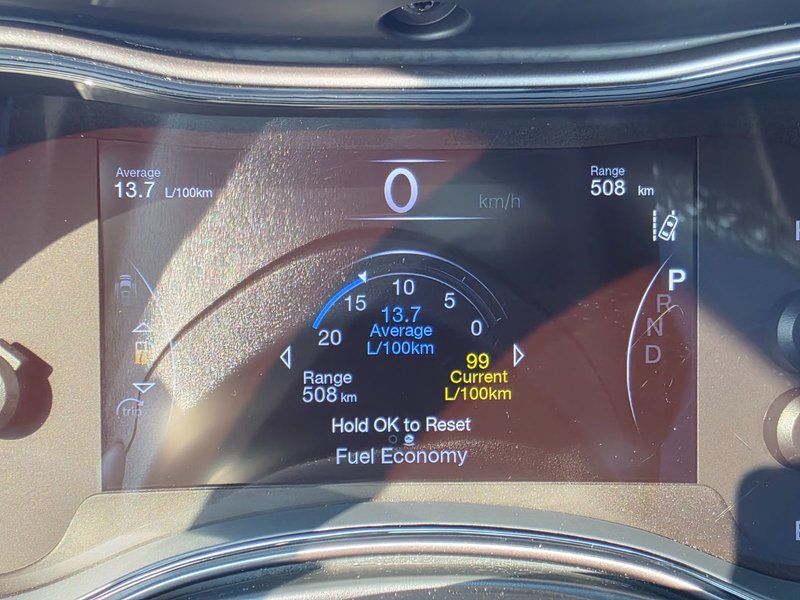 Average
13.7 L/100km
0 km/h
Range
508 km
P
R
N
D
20 15 10 5 0
13.7
Average
L/100km
Range
508 km
99
Current
L/100km
trip
Hold OK to Reset
Fuel Economy